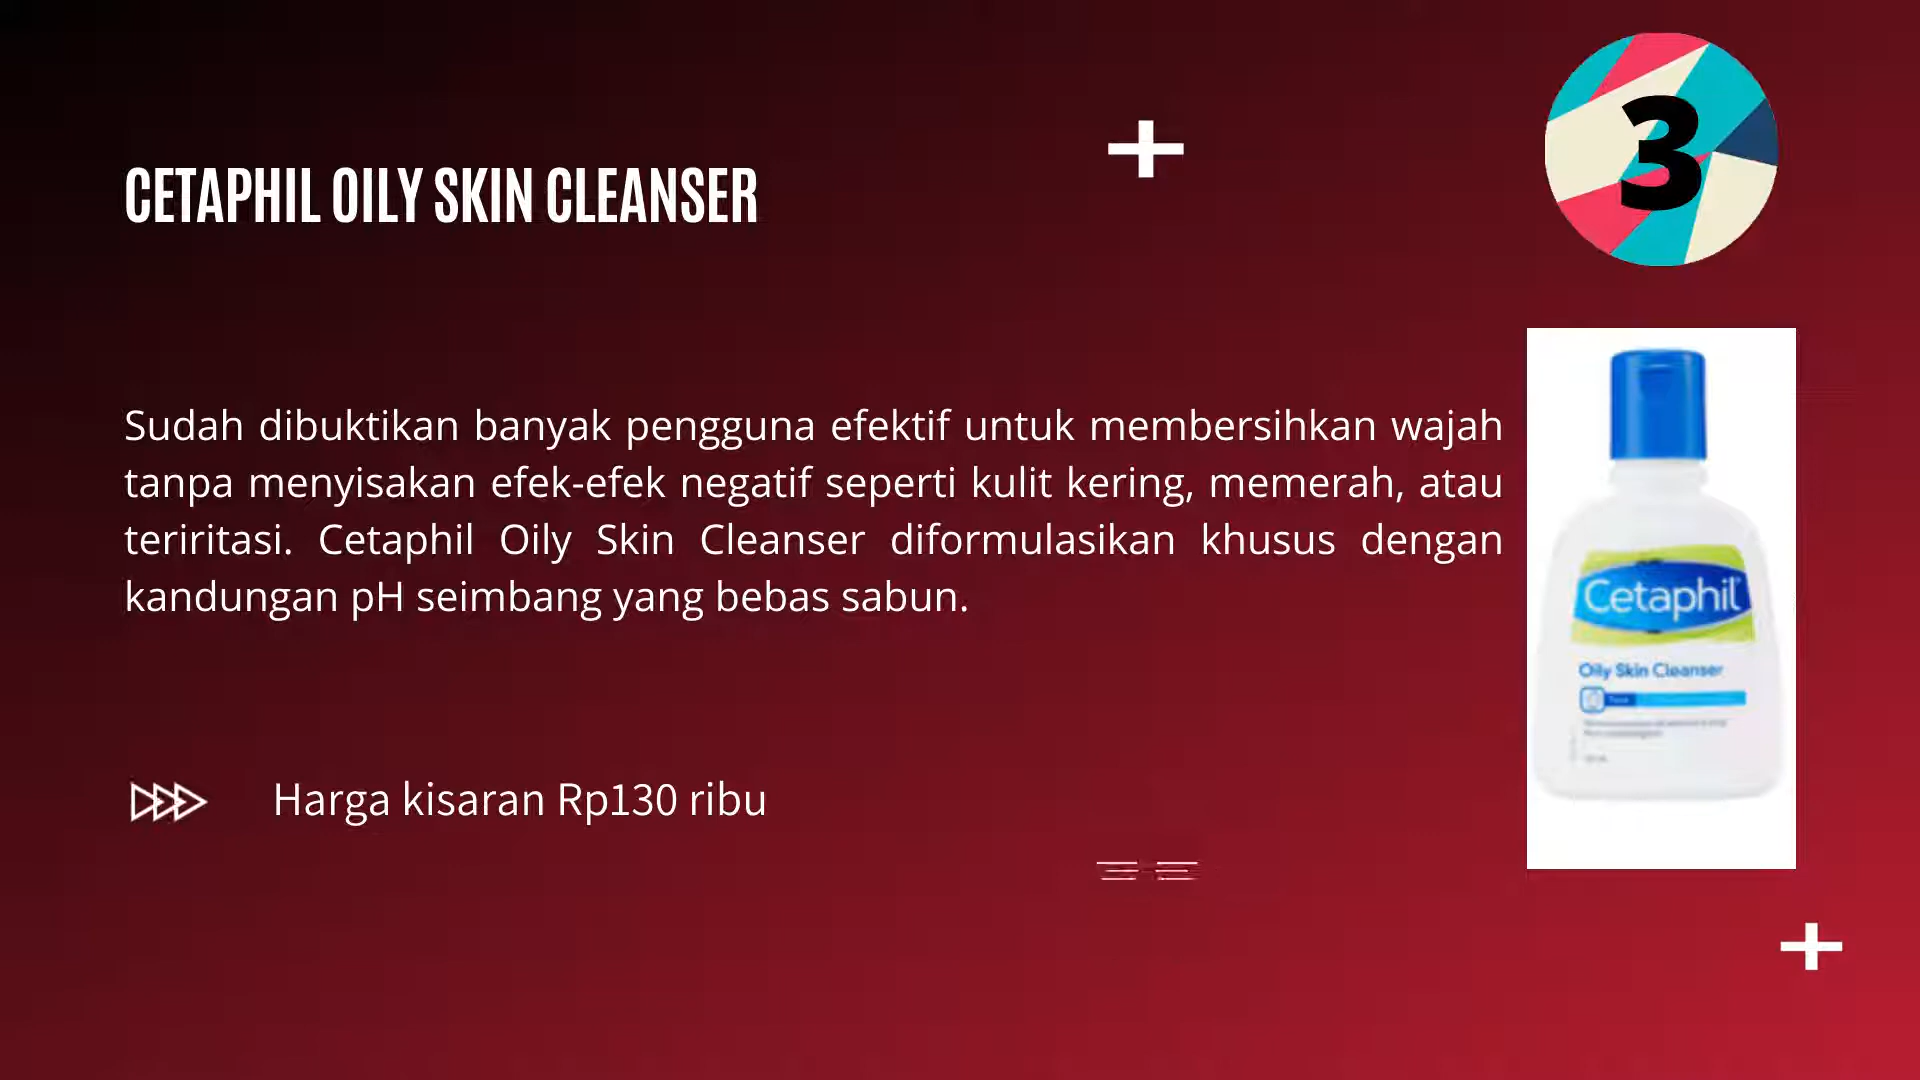 3
CETAPHIL OILY SKIN CLEANSER
Sudah dibuktikan banyak pengguna efektif untuk membersihkan wajah
tanpa menyisakan efek-efek negatif seperti kulit kering, memerah, atau
teriritasi. Cetaphil Oily Skin Cleanser diformulasikan khusus dengan
kandungan pH seimbang yang bebas sabun.
Harga kisaran Rp130 ribu
Cetaphil
Oily Skin Cleanser